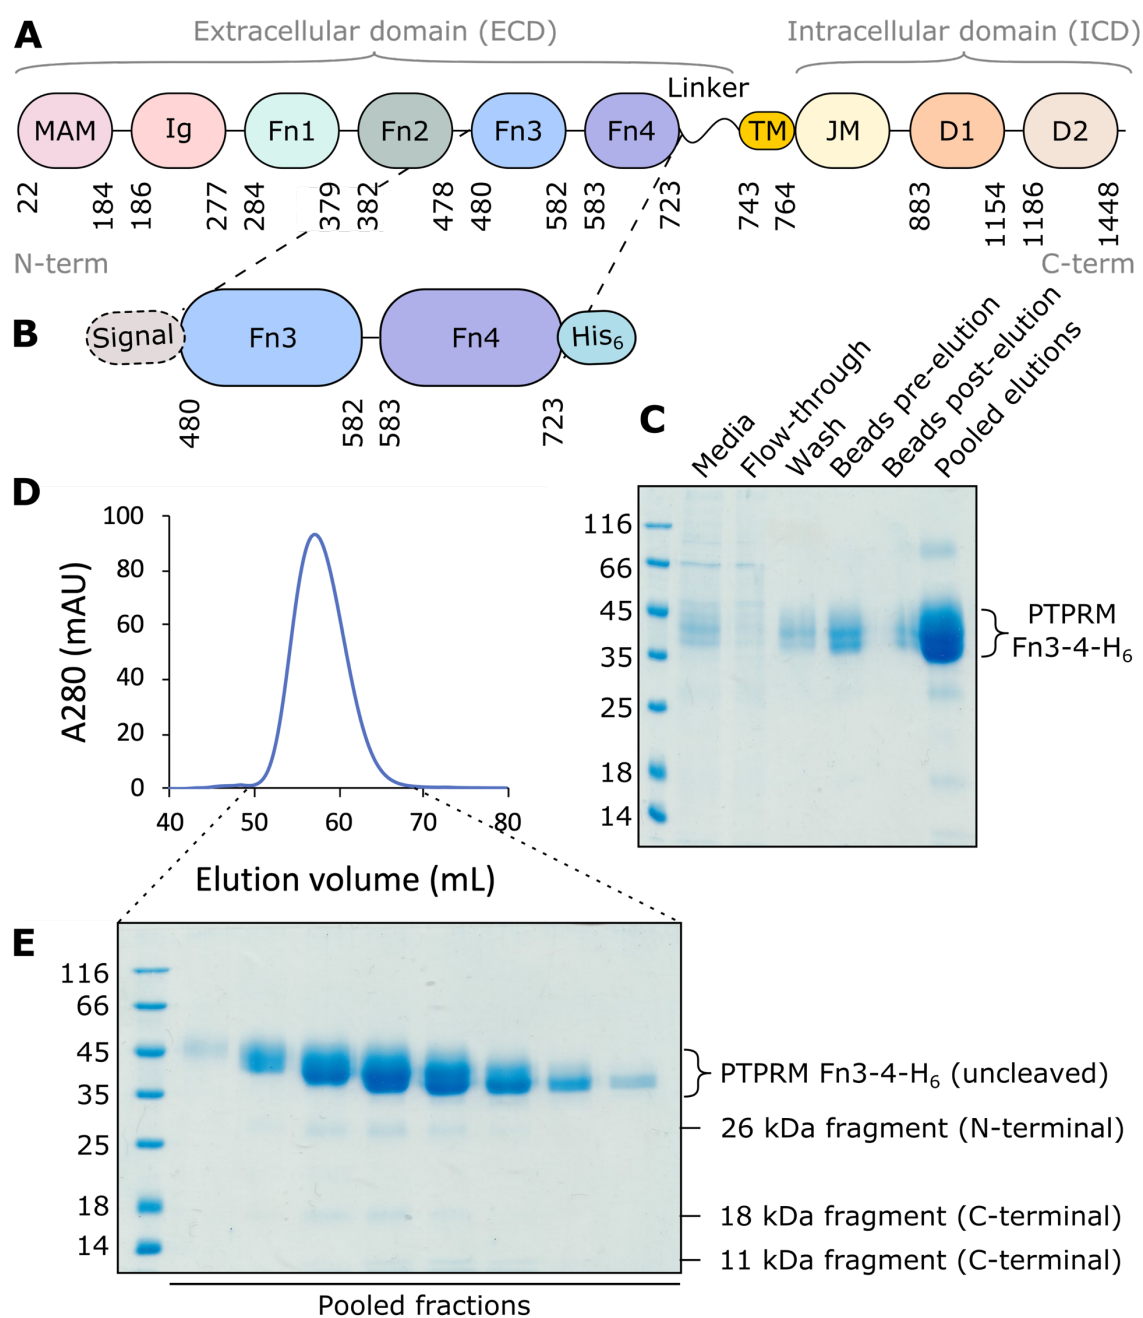 A
Extracellular domain (ECD)
Intracellular domain (ICD)
Linker
MAM
Ig
Fn1
Fn2
Fn3
Fn4
TM
JM
D1
D2
22
184
186
277
284
379
382
478
480
582
583
723
743
764
883
1154
1186
1448
N-term
C-term
B
Signal
Fn3
Fn4
His6
480
582
583
723
C
Media
Flow-through
Wash
Beads pre-elution
Beads post-elution
Pooled elutions
116
66
45
35
25
18
14
PTPRM
Fn3-4-H6
D
A280 (mAU)
100
80
60
40
20
0
40
50
60
70
80
Elution volume (mL)
E
116
66
45
35
25
18
14
PTPRM Fn3-4-H6 (uncleaved)
26 kDa fragment (N-terminal)
18 kDa fragment (C-terminal)
11 kDa fragment (C-terminal)
Pooled fractions